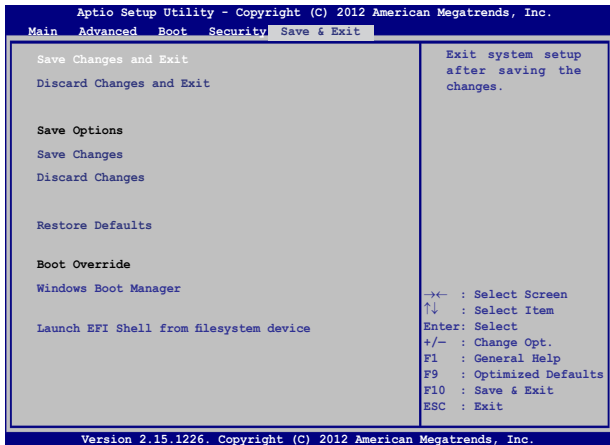 Aptio Setup Utility - Copyright (C) 2012 American Megatrends, Inc.
Main Advanced Boot Security Save & Exit
Save Changes and Exit
Discard Changes and Exit
Save Options
Save Changes
Discard Changes
Restore Defaults
Boot Override
Windows Boot Manager
Launch EFI Shell from filesystem device
Exit system setup
after saving the
changes.
→← : Select Screen
↑↓ : Select Item
Enter: Select
+/— : Change Opt.
F1 : General Help
F9 : Optimized Defaults
F10 : Save & Exit
ESC : Exit
Version 2.15.1226. Copyright (C) 2012 American Megatrends, Inc.